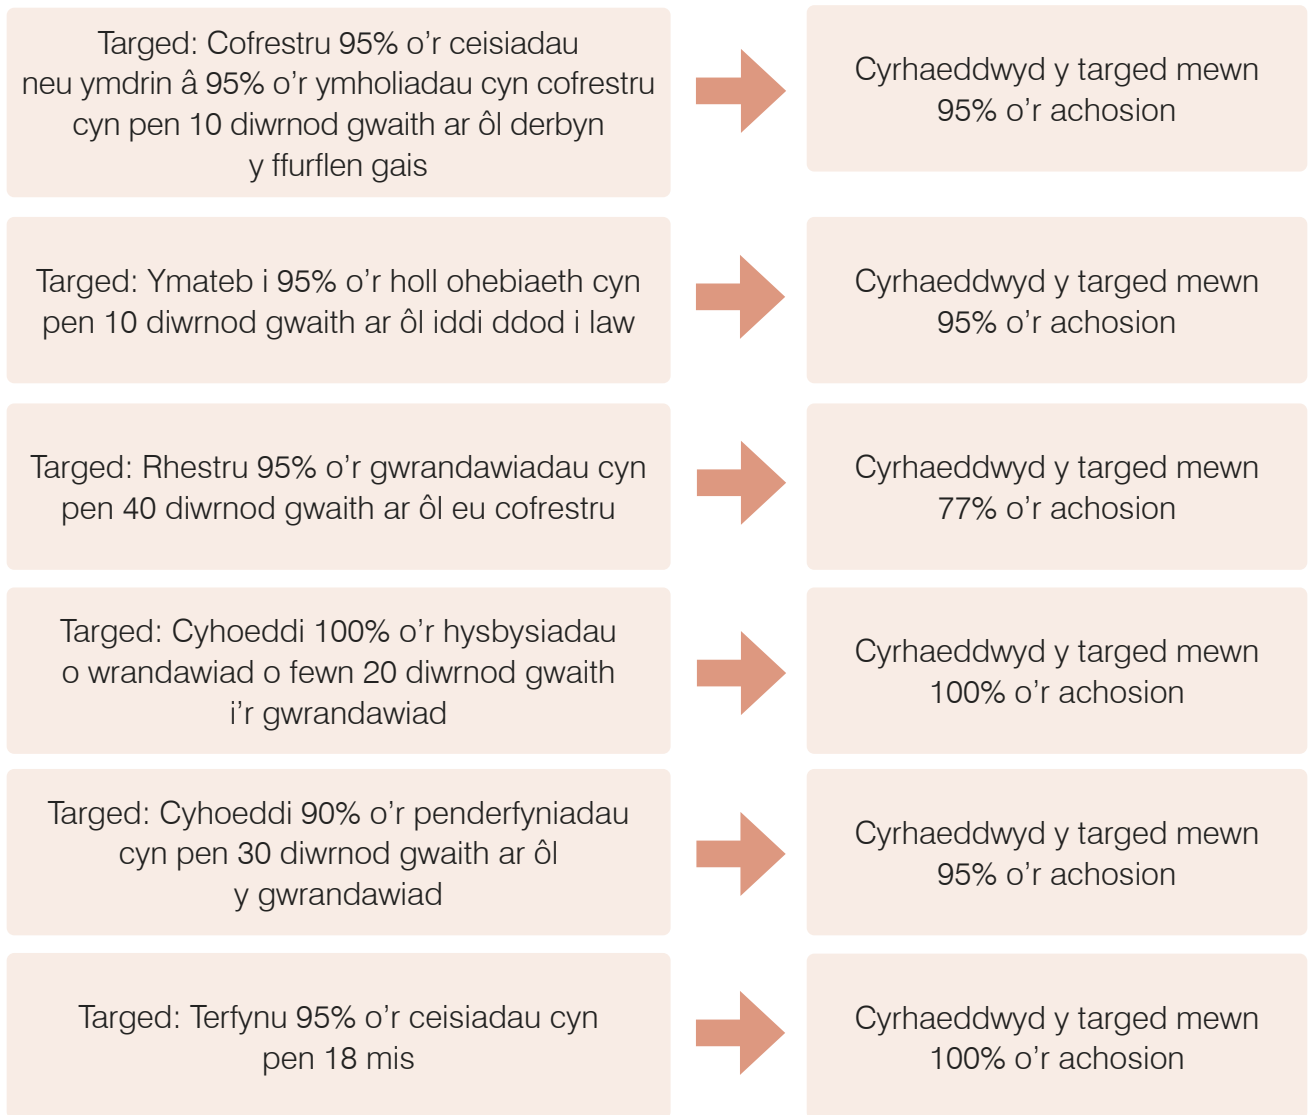 Targed: Cofrestru 95% o’r ceisiadau
neu ymdrin â 95% o’r ymholiadau cyn cofrestru
cyn pen 10 diwrnod gwaith ar ôl derbyn
y ffurflen gais
Cyrhaeddwyd y targed mewn
95% o’r achosion
Targed: Ymateb i 95% o’r holl ohebiaeth cyn
pen 10 diwrnod gwaith ar ôl iddi ddod i law
Cyrhaeddwyd y targed mewn
95% o’r achosion
Targed: Rhestru 95% o’r gwrandawiadau cyn
pen 40 diwrnod gwaith ar ôl eu cofrestru
Cyrhaeddwyd y targed mewn
77% o’r achosion
Targed: Cyhoeddi 100% o’r hysbysiadau
o wrandawiad o fewn 20 diwrnod gwaith
i’r gwrandawiad
Cyrhaeddwyd y targed mewn
100% o’r achosion
Targed: Cyhoeddi 90% o’r penderfyniadau
cyn pen 30 diwrnod gwaith ar ôl
y gwrandawiad
Cyrhaeddwyd y targed mewn
95% o’r achosion
Targed: Terfynu 95% o’r ceisiadau cyn
pen 18 mis
Cyrhaeddwyd y targed mewn
100% o’r achosion